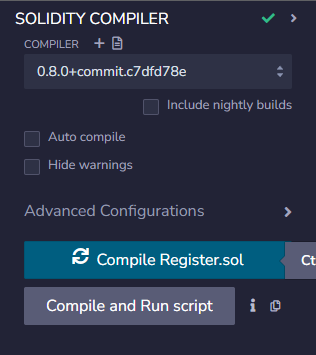 SOLIDITY COMPILER
COMPILER
0.8.0+commit.c7dfd78e
Include nightly builds
Auto compile
Hide warnings
Advanced Configurations
Compile Register.sol
Ct
Compile and Run script